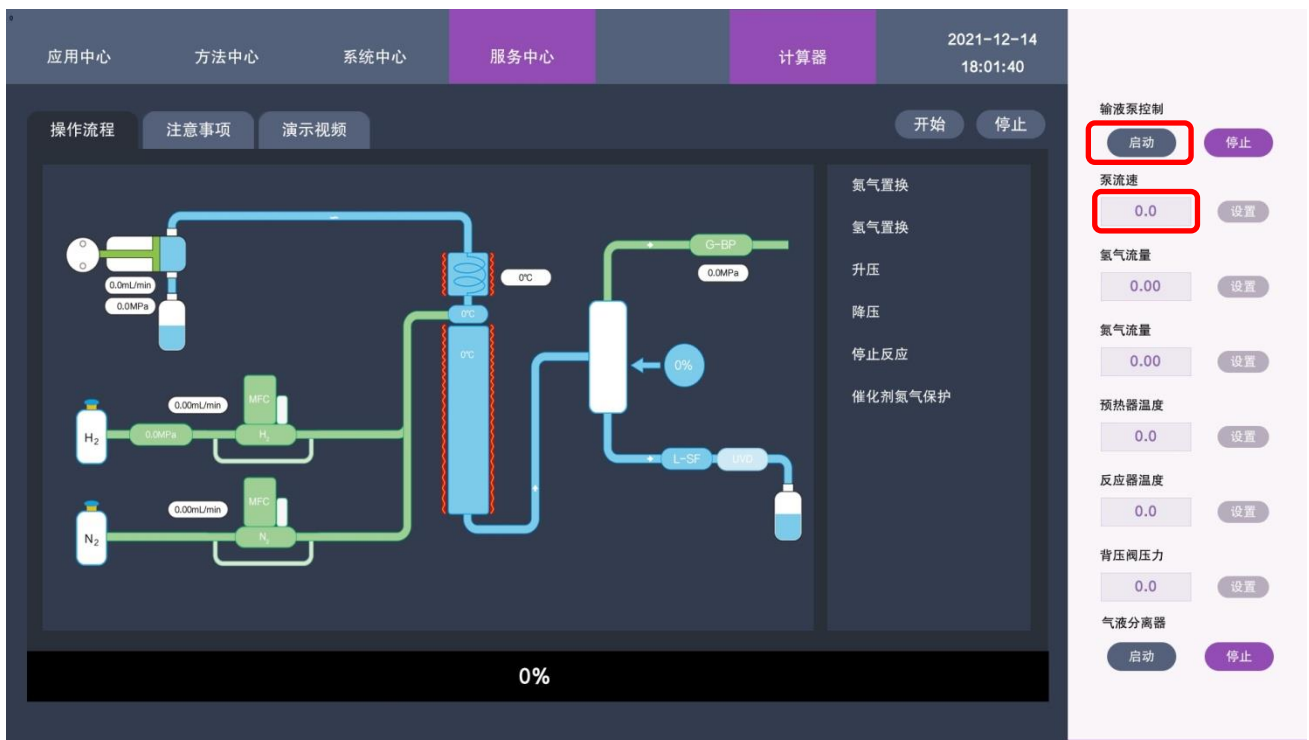 应用中心
方法中心
系统中心
服务中心
计算器
2021-12-14
18:01:40
操作流程
注意事项
演示视频
开始
停止
0.0mL/min
0.0MPa
0℃
0℃
0℃
G-BP
0.0MPa
0%
H2
0.0MPa
0.00mL/min
MFC
H2
N2
0.00mL/min
MFC
N2
L-SF
UVD
氮气置换
氢气置换
升压
降压
停止反应
催化剂氮气保护
0%
输液泵控制
启动
停止
泵流速
0.0
设置
氢气流量
0.00
设置
氮气流量
0.00
设置
预热器温度
0.0
设置
反应器温度
0.0
设置
背压阀压力
0.0
设置
气液分离器
启动
停止